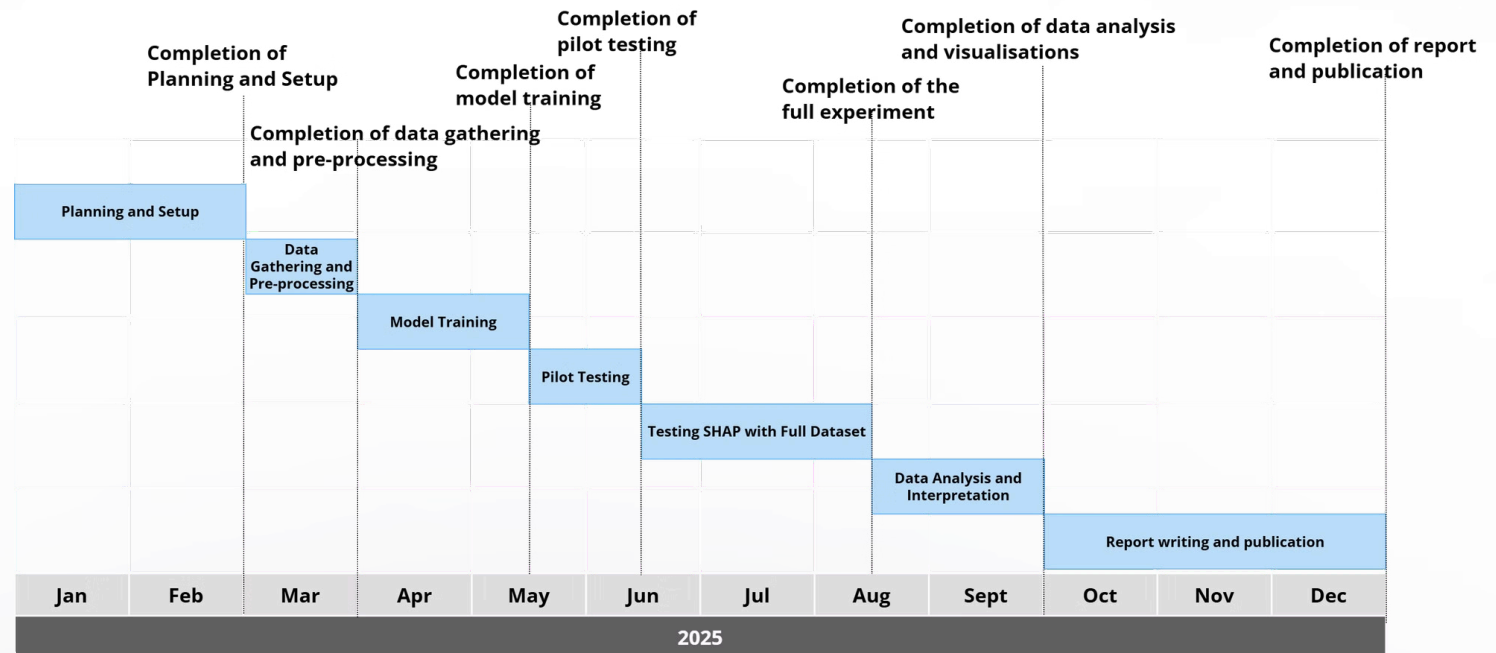 Completion of
pilot testing
Completion of data analysis
and visualisations
Completion of report
and publication
Completion of
Planning and Setup
Completion of
model training
Completion of the
full experiment
Completion of data gathering
and pre-processing
Planning and Setup
Data
Gathering and
Pre-processing
Model Training
Pilot Testing
Testing SHAP with Full Dataset
Data Analysis and
Interpretation
Report writing and publication
Jan
Feb
Mar
Apr
May
Jun
Jul
Aug
Sept
Oct
Nov
Dec
2025